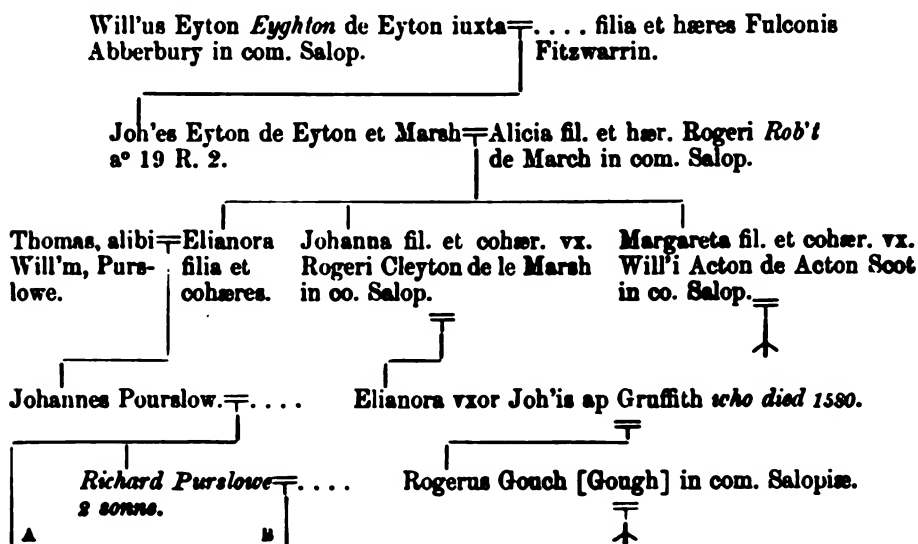 Will'us Eyton Eyghton de Eyton iuxta
Abberbury in com. Salop.
.... filia et hæres Fulconis
Fitzwarrin.
Joh'es Eyton de Eyton et Marsh
aº 19 R. 2.
Alicia fil. et hær. Rogeri Rob't
de March in com. Salop.
Thomas, alibi
Will'm, Purs-
lowe.
Elianora
filia et
cohæres.
Johanna fil. et cohær. vx.
Rogeri Cleyton de le Marsh
in co. Salop.
Margareta fil. et cohær. vx.
Will'i Acton de Acton Scot
in co. Salop.
Johannes Pourslow.
....
Elianora vxor Joh'is ap Gruffith who died 1580.
Richard Purslowe
2 sonne.
....
Rogerus Gouch [Gough] in com. Salopiæ.
A
B